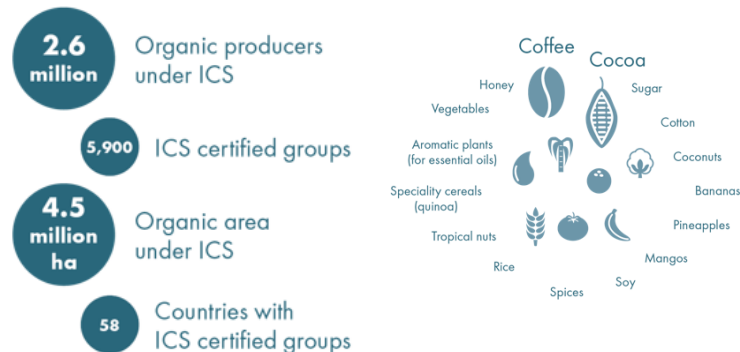 2.6
million
Organic producers
under ICS
5,900
ICS certified groups
4.5
million
ha
Organic area
under ICS
58
Countries with
ICS certified groups
Coffee
Cocoa
Honey
Sugar
Vegetables
Cotton
Aromatic plants
(for essential oils)
Coconuts
Speciality cereals
(quinoa)
Bananas
Tropical nuts
Pineapples
Rice
Mangos
Spices
Soy